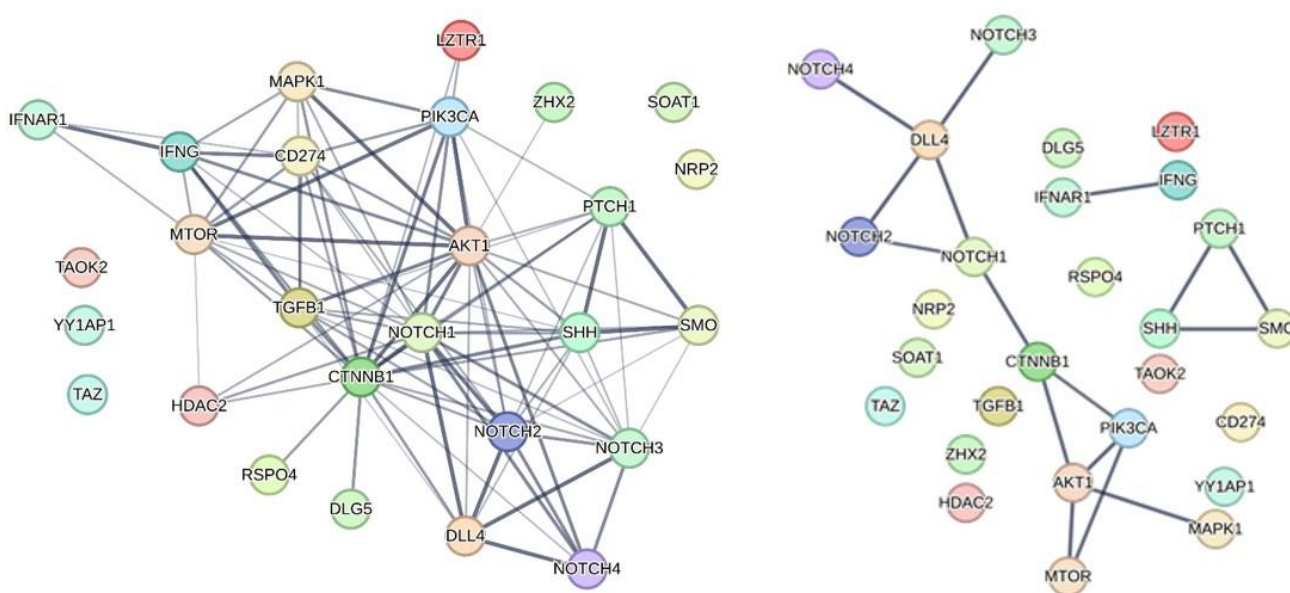 LZTR1
MAPK1
ZHX2
SOAT1
IFNAR1
PIK3CA
IFNG
CD274
NRP2
PTCH1
MTOR
AKT1
TAOK2
TGFB1
YY1AP1
NOTCH1
SHH
SMO
CTNNB1
TAZ
HDAC2
NOTCH2
NOTCH3
RSPO4
DLG5
DLL4
NOTCH4
NOTCH3
NOTCH4
LZTR1
DLL4
DLG5
IFNG
IFNAR1
PTCH1
NOTCH2
NOTCH1
RSPO4
NRP2
SHH
SMO
SOAT1
CTNNB1
TAOK2
TAZ
TGFB1
CD274
PIK3CA
ZHX2
AKT1
YY1AP1
HDAC2
MAPK1
MTOR